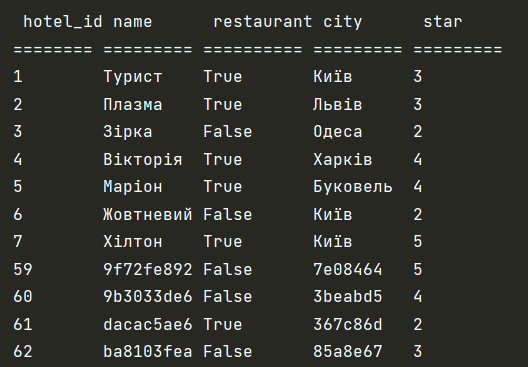 hotel_id name restaurant city star
======== ========= ========== ========= =========
1 Турист True Київ 3
2 Плазма True Львів 3
3 Зірка False Одеса 2
4 Вікторія True Харків 4
5 Маріон True Буковель 4
6 Жовтневий False Київ 2
7 Хілтон True Київ 5
59 9f72fe892 False 7e08464 5
60 9b3033de6 False 3beabd5 4
61 dacac5ae6 True 367c86d 2
62 ba8103fea False 85a8e67 3